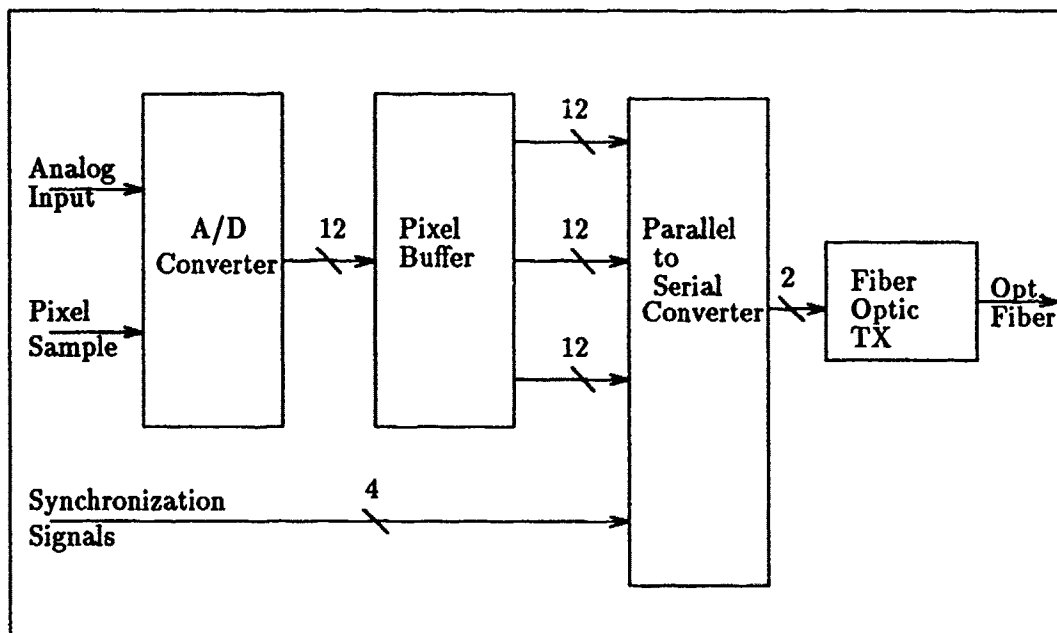 Analog
Input
Pixel
Sample
A/D
Converter
12
Pixel
Buffer
12
12
12
Parallel
to
Serial
Converter
2
Fiber
Optic
TX
Opt.
Fiber
Synchronization
Signals
4